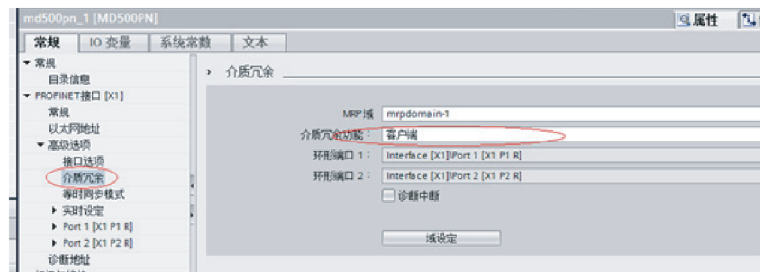 md500pn_1 [MD500PN]
属性
常规 IO 变量 系统常数 文本
常规
目录信息
PROFINET接口 [X1]
常规
以太网地址
高级选项
接口选项
介质冗余
等时同步模式
实时设定
Port 1 [X1 P1 R]
Port 2 [X1 P2 R]
诊断地址
介质冗余
MRP 域 mrpdomain-1
介质冗余功能： 客户端
环形端口 1： Interface [X1]\Port 1 [X1 P1 R]
环形端口 2： Interface [X1]\Port 2 [X1 P2 R]
诊断中断
域设定